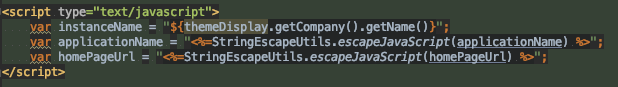 <script type="text/javascript">
    var instanceName = "${themeDisplay.getCompany().getName()}";
    var applicationName = "<%=StringEscapeUtils.escapeJavaScript(applicationName) %>";
    var homePageUrl = "<%=StringEscapeUtils.escapeJavaScript(homePageUrl) %>";
</script>